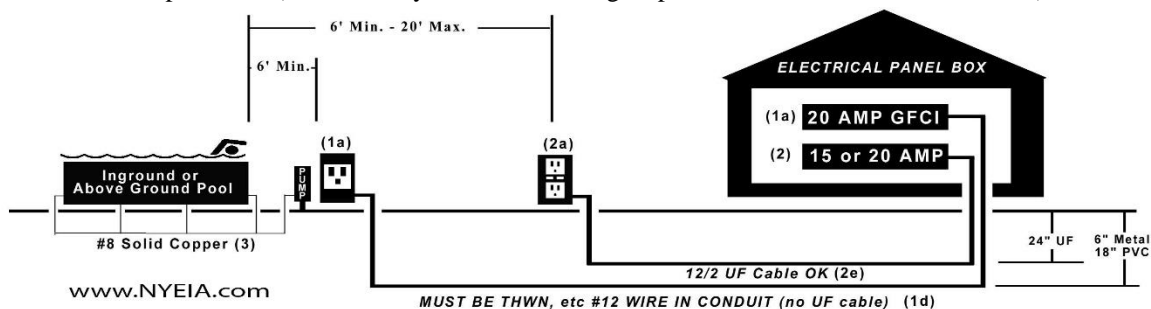 6' Min. - 20' Max.
6' Min.
ELECTRICAL PANEL BOX
(1a) 20 AMP GFCI
(2) 15 or 20 AMP
(1a)
(2a)
PUMP
Inground or
Above Ground Pool
#8 Solid Copper (3)
24" UF
6" Metal
18" PVC
12/2 UF Cable OK (2e)
www.NYEIA.com
MUST BE THWN, etc #12 WIRE IN CONDUIT (no UF cable) (1d)